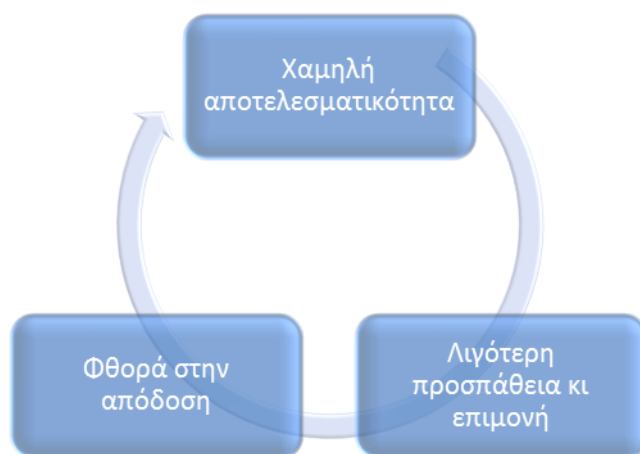 Χαμηλή
αποτελεσματικότητα
Λιγότερη
προσπάθεια κι
επιμονή
Φθορά στην
απόδοση